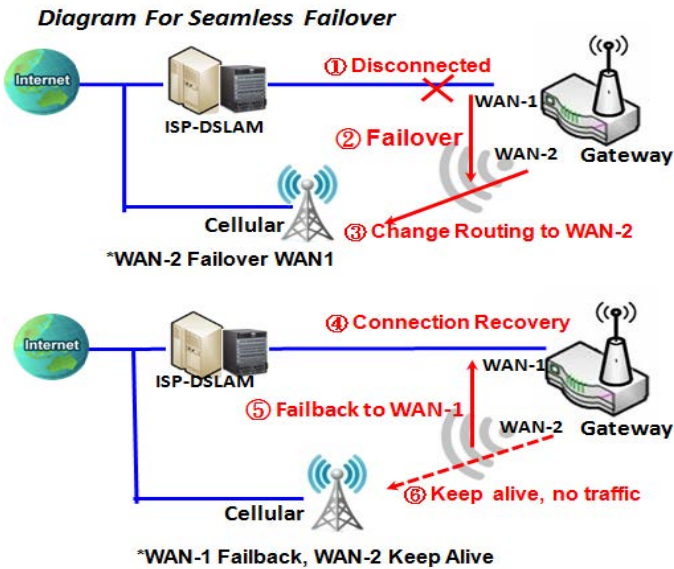 Diagram For Seamless Failover
Internet
① Disconnected
WAN-1
ISP-DSLAM
② Failover
WAN-2
Gateway
Cellular
③ Change Routing to WAN-2
*WAN-2 Failover WAN1
④ Connection Recovery
Internet
WAN-1
ISP-DSLAM
⑤ Failback to WAN-1
WAN-2
Gateway
⑥ Keep alive, no traffic
Cellular
*WAN-1 Failback, WAN-2 Keep Alive